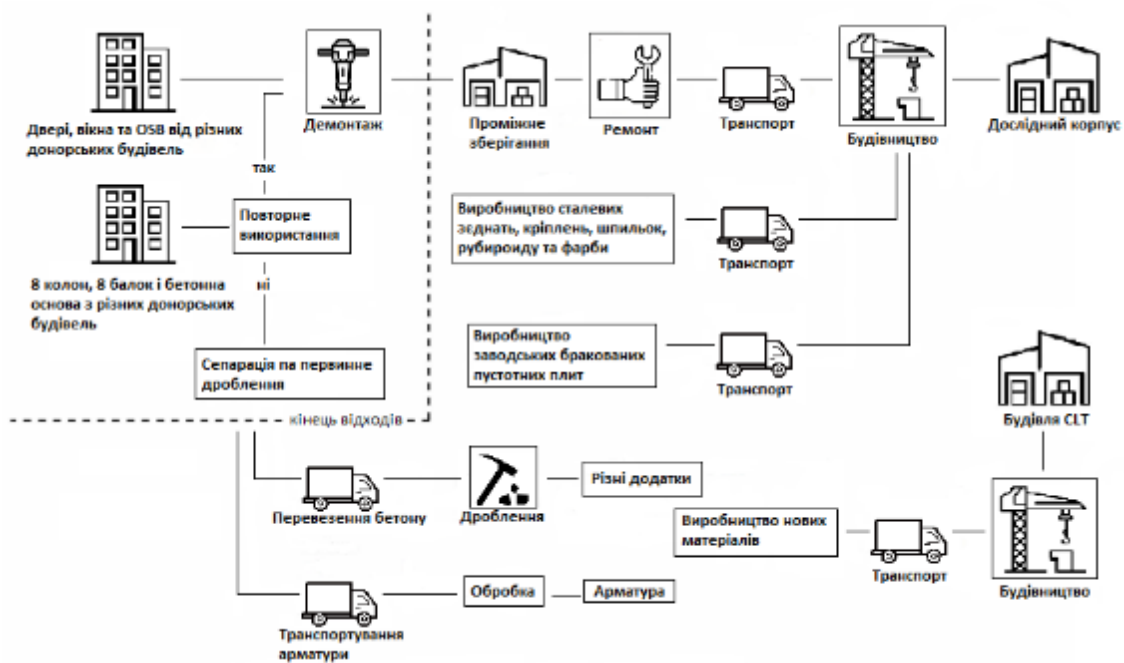 Двері, вікна та OSB від різних
донорських будівель
Демонтаж
Проміжне
зберігання
Ремонт
Транспорт
Будівництво
Дослідний корпус
так
Повторне
використання
ні
8 колон, 8 балок і бетонна
основа з різних донорських
будівель
Виробництво сталевих
зєднать, кріплень, шпильок,
рубироиду та фарби
Транспорт
Сепарація па первинне
дроблення
Виробництво
заводських бракованих
пустотних плит
Транспорт
кінець відходів
Будівля CLT
Перевезення бетону
Дроблення
Різні додатки
Виробництво нових
матеріалів
Транспорт
Будівництво
Транспортування
арматури
Обробка
Арматура